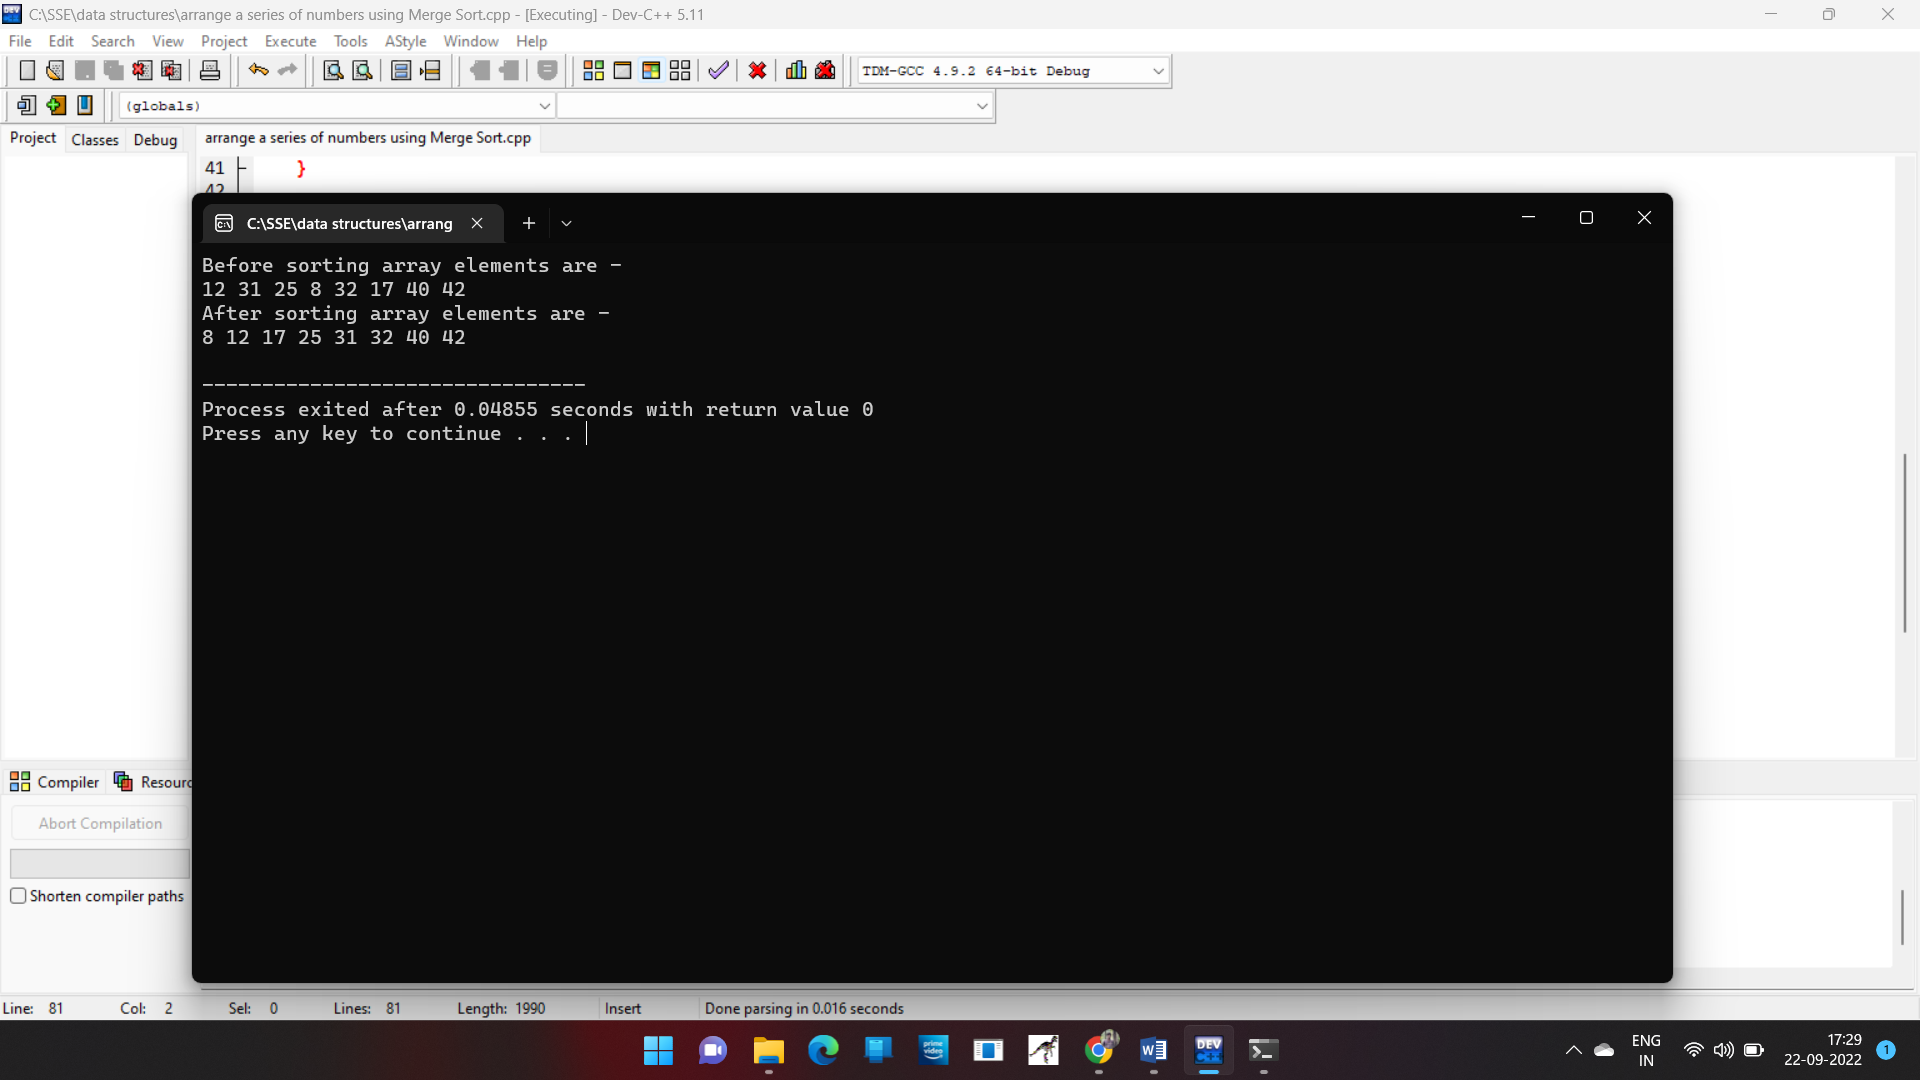 C:\SSE\data structures\arrange a series of numbers using Merge Sort.cpp - [Executing] - Dev-C++ 5.11
File Edit Search View Project Execute Tools AStyle Window Help
TDM-GCC 4.9.2 64-bit Debug
(globals)
Project Classes Debug
arrange a series of numbers using Merge Sort.cpp
41 }
42
C:\SSE\data structures\arrang
Before sorting array elements are -
12 31 25 8 32 17 40 42
After sorting array elements are -
8 12 17 25 31 32 40 42
--------------------------------
Process exited after 0.04855 seconds with return value 0
Press any key to continue . . .
Compiler Resourc
Abort Compilation
Shorten compiler paths
Line: 81 Col: 2 Sel: 0 Lines: 81 Length: 1990 Insert Done parsing in 0.016 seconds
prime video
DEV
ENG
IN
17:29
22-09-2022
1